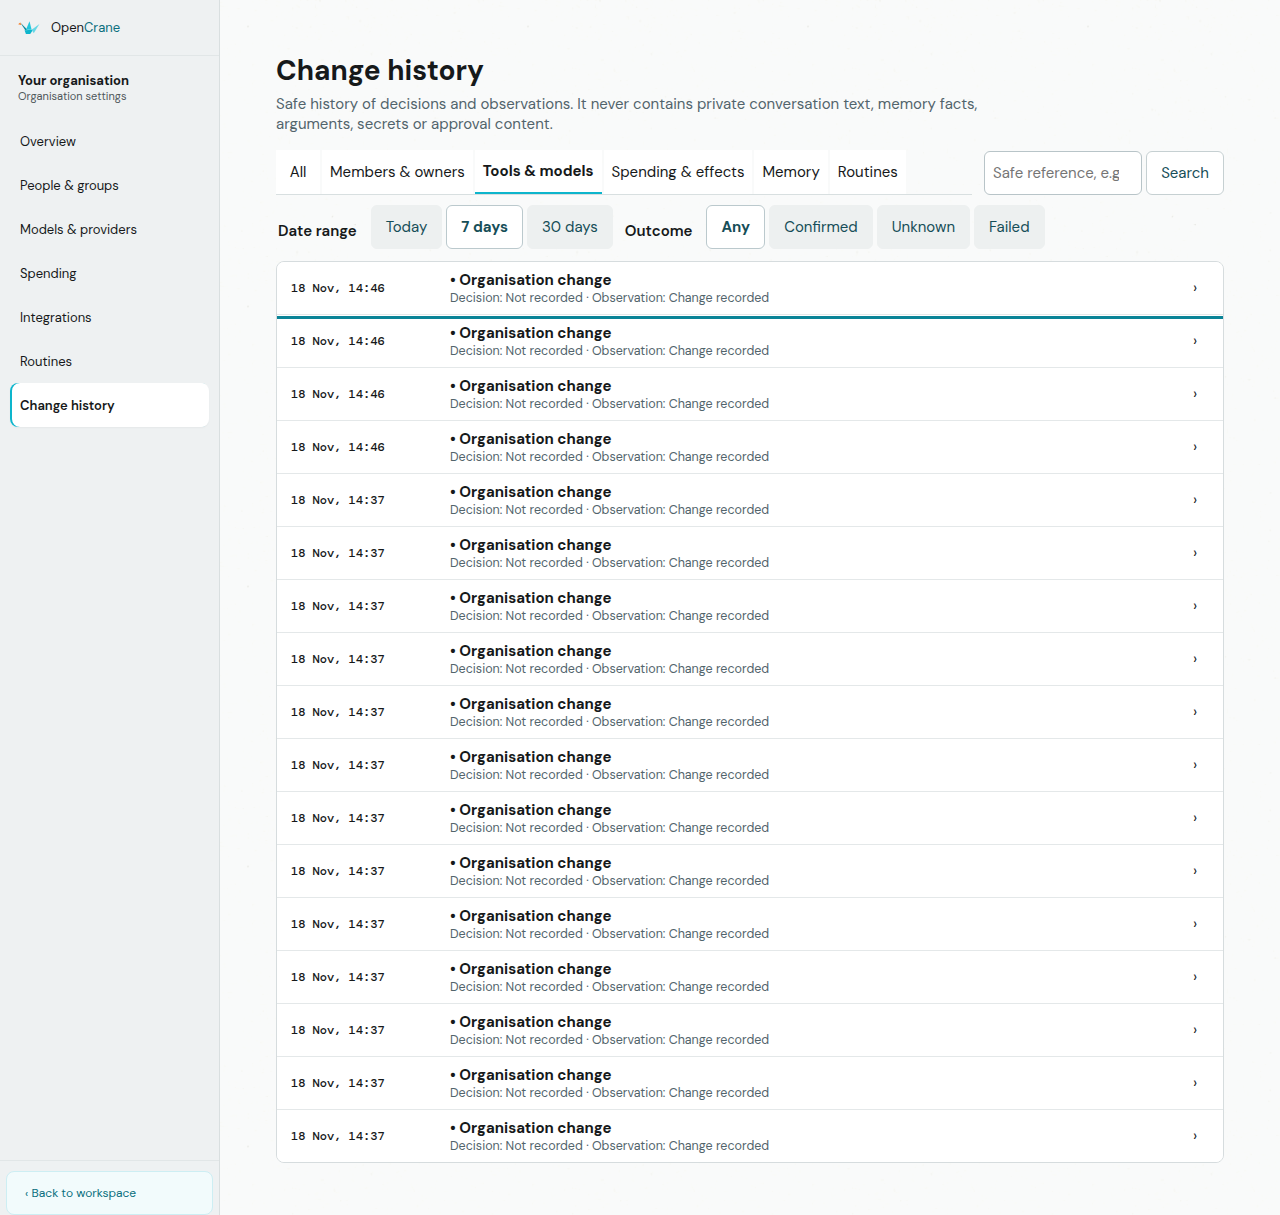 OpenCrane
Your organisation
Organisation settings
Overview
People & groups
Models & providers
Spending
Integrations
Routines
Change history
‹ Back to workspace
Change history
Safe history of decisions and observations. It never contains private conversation text, memory facts,
arguments, secrets or approval content.
All Members & owners Tools & models Spending & effects Memory Routines Safe reference, e.g Search
Date range Today 7 days 30 days Outcome Any Confirmed Unknown Failed
18 Nov, 14:46 • Organisation change ›
Decision: Not recorded · Observation: Change recorded
18 Nov, 14:46 • Organisation change ›
Decision: Not recorded · Observation: Change recorded
18 Nov, 14:46 • Organisation change ›
Decision: Not recorded · Observation: Change recorded
18 Nov, 14:46 • Organisation change ›
Decision: Not recorded · Observation: Change recorded
18 Nov, 14:37 • Organisation change ›
Decision: Not recorded · Observation: Change recorded
18 Nov, 14:37 • Organisation change ›
Decision: Not recorded · Observation: Change recorded
18 Nov, 14:37 • Organisation change ›
Decision: Not recorded · Observation: Change recorded
18 Nov, 14:37 • Organisation change ›
Decision: Not recorded · Observation: Change recorded
18 Nov, 14:37 • Organisation change ›
Decision: Not recorded · Observation: Change recorded
18 Nov, 14:37 • Organisation change ›
Decision: Not recorded · Observation: Change recorded
18 Nov, 14:37 • Organisation change ›
Decision: Not recorded · Observation: Change recorded
18 Nov, 14:37 • Organisation change ›
Decision: Not recorded · Observation: Change recorded
18 Nov, 14:37 • Organisation change ›
Decision: Not recorded · Observation: Change recorded
18 Nov, 14:37 • Organisation change ›
Decision: Not recorded · Observation: Change recorded
18 Nov, 14:37 • Organisation change ›
Decision: Not recorded · Observation: Change recorded
18 Nov, 14:37 • Organisation change ›
Decision: Not recorded · Observation: Change recorded
18 Nov, 14:37 • Organisation change ›
Decision: Not recorded · Observation: Change recorded